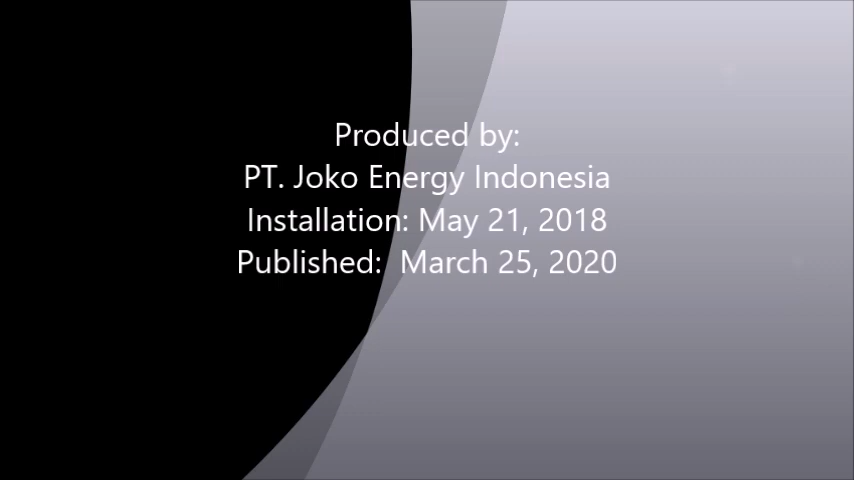 Produced by:
PT. Joko Energy Indonesia
Installation: May 21, 2018
Published:  March 25, 2020